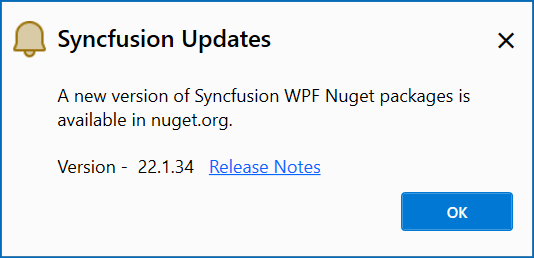 Syncfusion Updates
A new version of Syncfusion WPF Nuget packages is
available in nuget.org.
Version - 22.1.34 Release Notes
OK